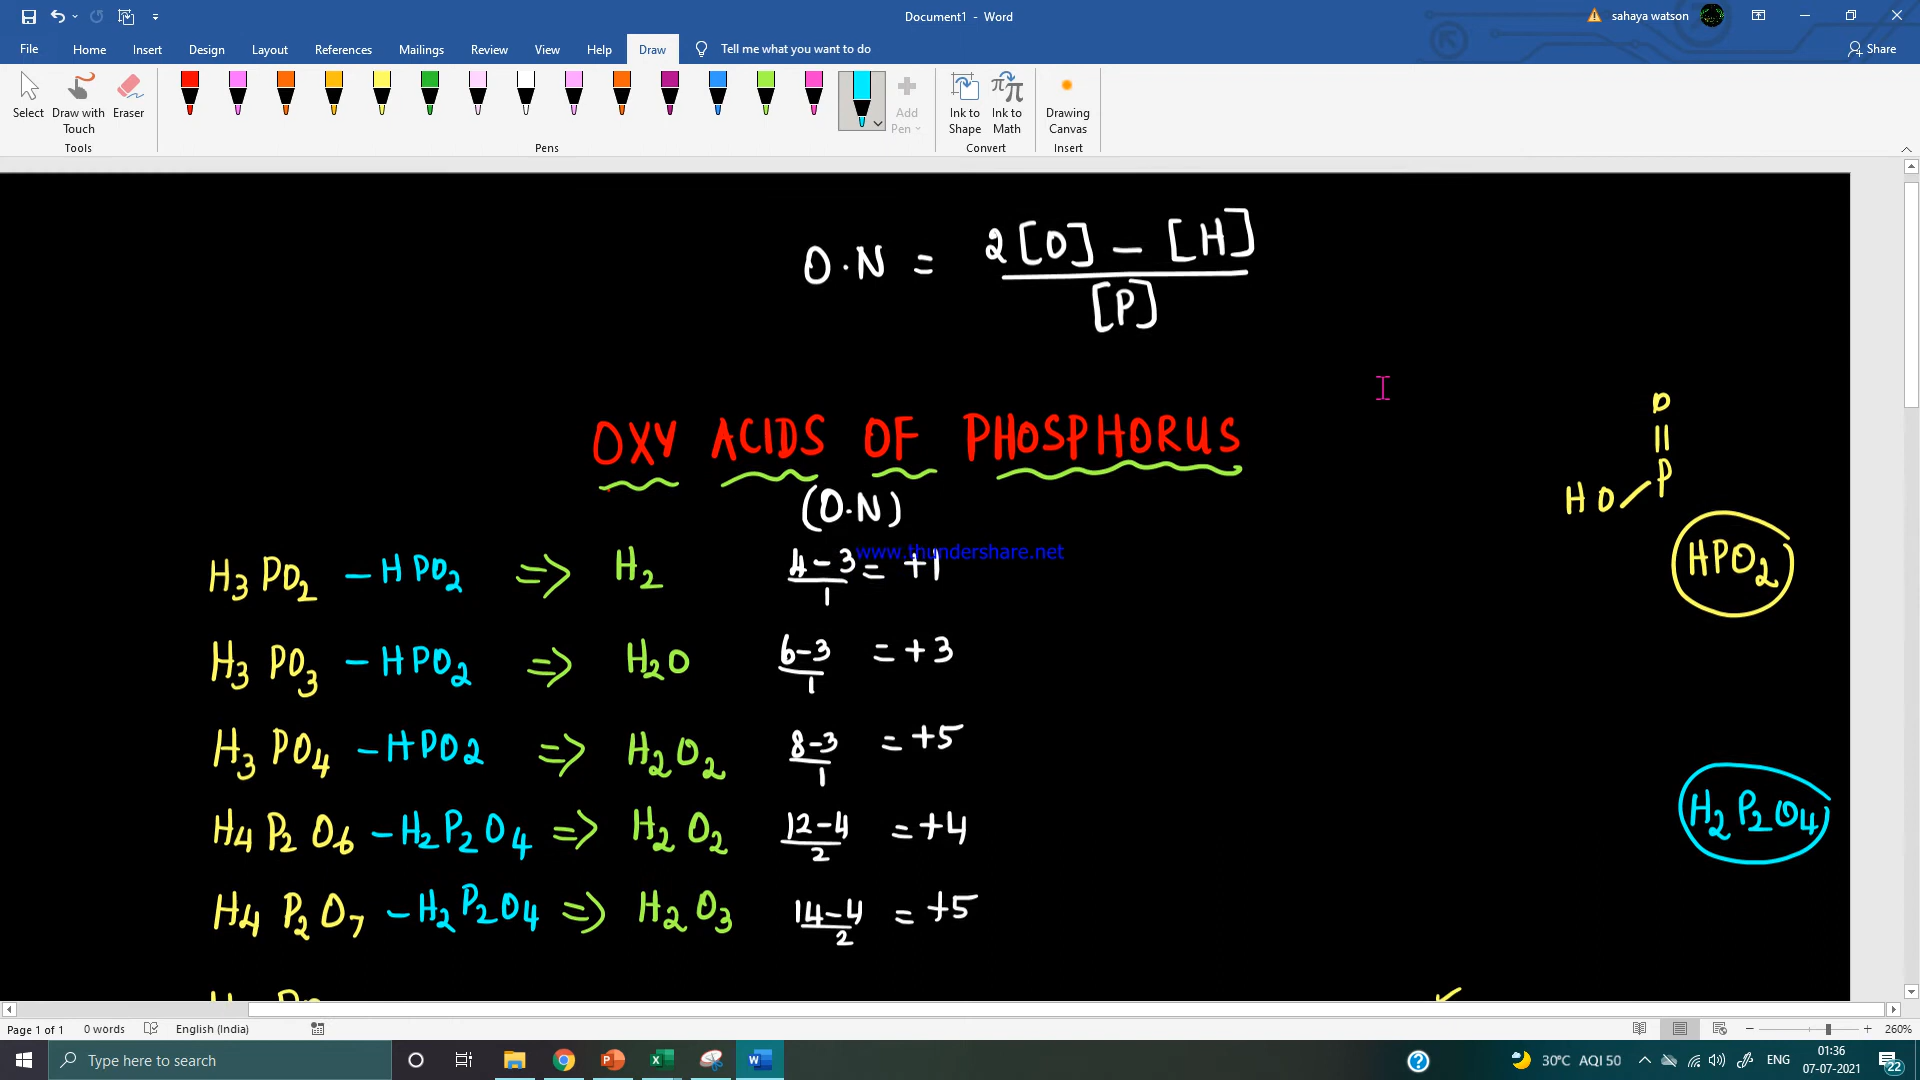 Document1 - Word
sahaya watson
File Home Insert Design Layout References Mailings Review View Help Draw Tell me what you want to do Share
Select Draw with Touch Eraser Add Pen Ink to Shape Ink to Math Drawing Canvas
Tools Pens Convert Insert
O.N = 2[O] - [H] / [P]
OXY ACIDS OF PHOSPHORUS
(O.N)
www.thundershare.net
O
||
HO P
HPO2
H3PO2 - HPO2 => H2 4-3/1 = +1
H3PO3 - HPO2 => H2O 6-3/1 = +3
H3PO4 - HPO2 => H2O2 8-3/1 = +5
H4P2O6 - H2P2O4 => H2O2 12-4/2 = +4
H2P2O4
H4P2O7 - H2P2O4 => H2O3 14-4/2 = +5
Page 1 of 1 0 words English (India) 260%
Type here to search 30°C AQI 50 ENG 01:36
07-07-2021 22